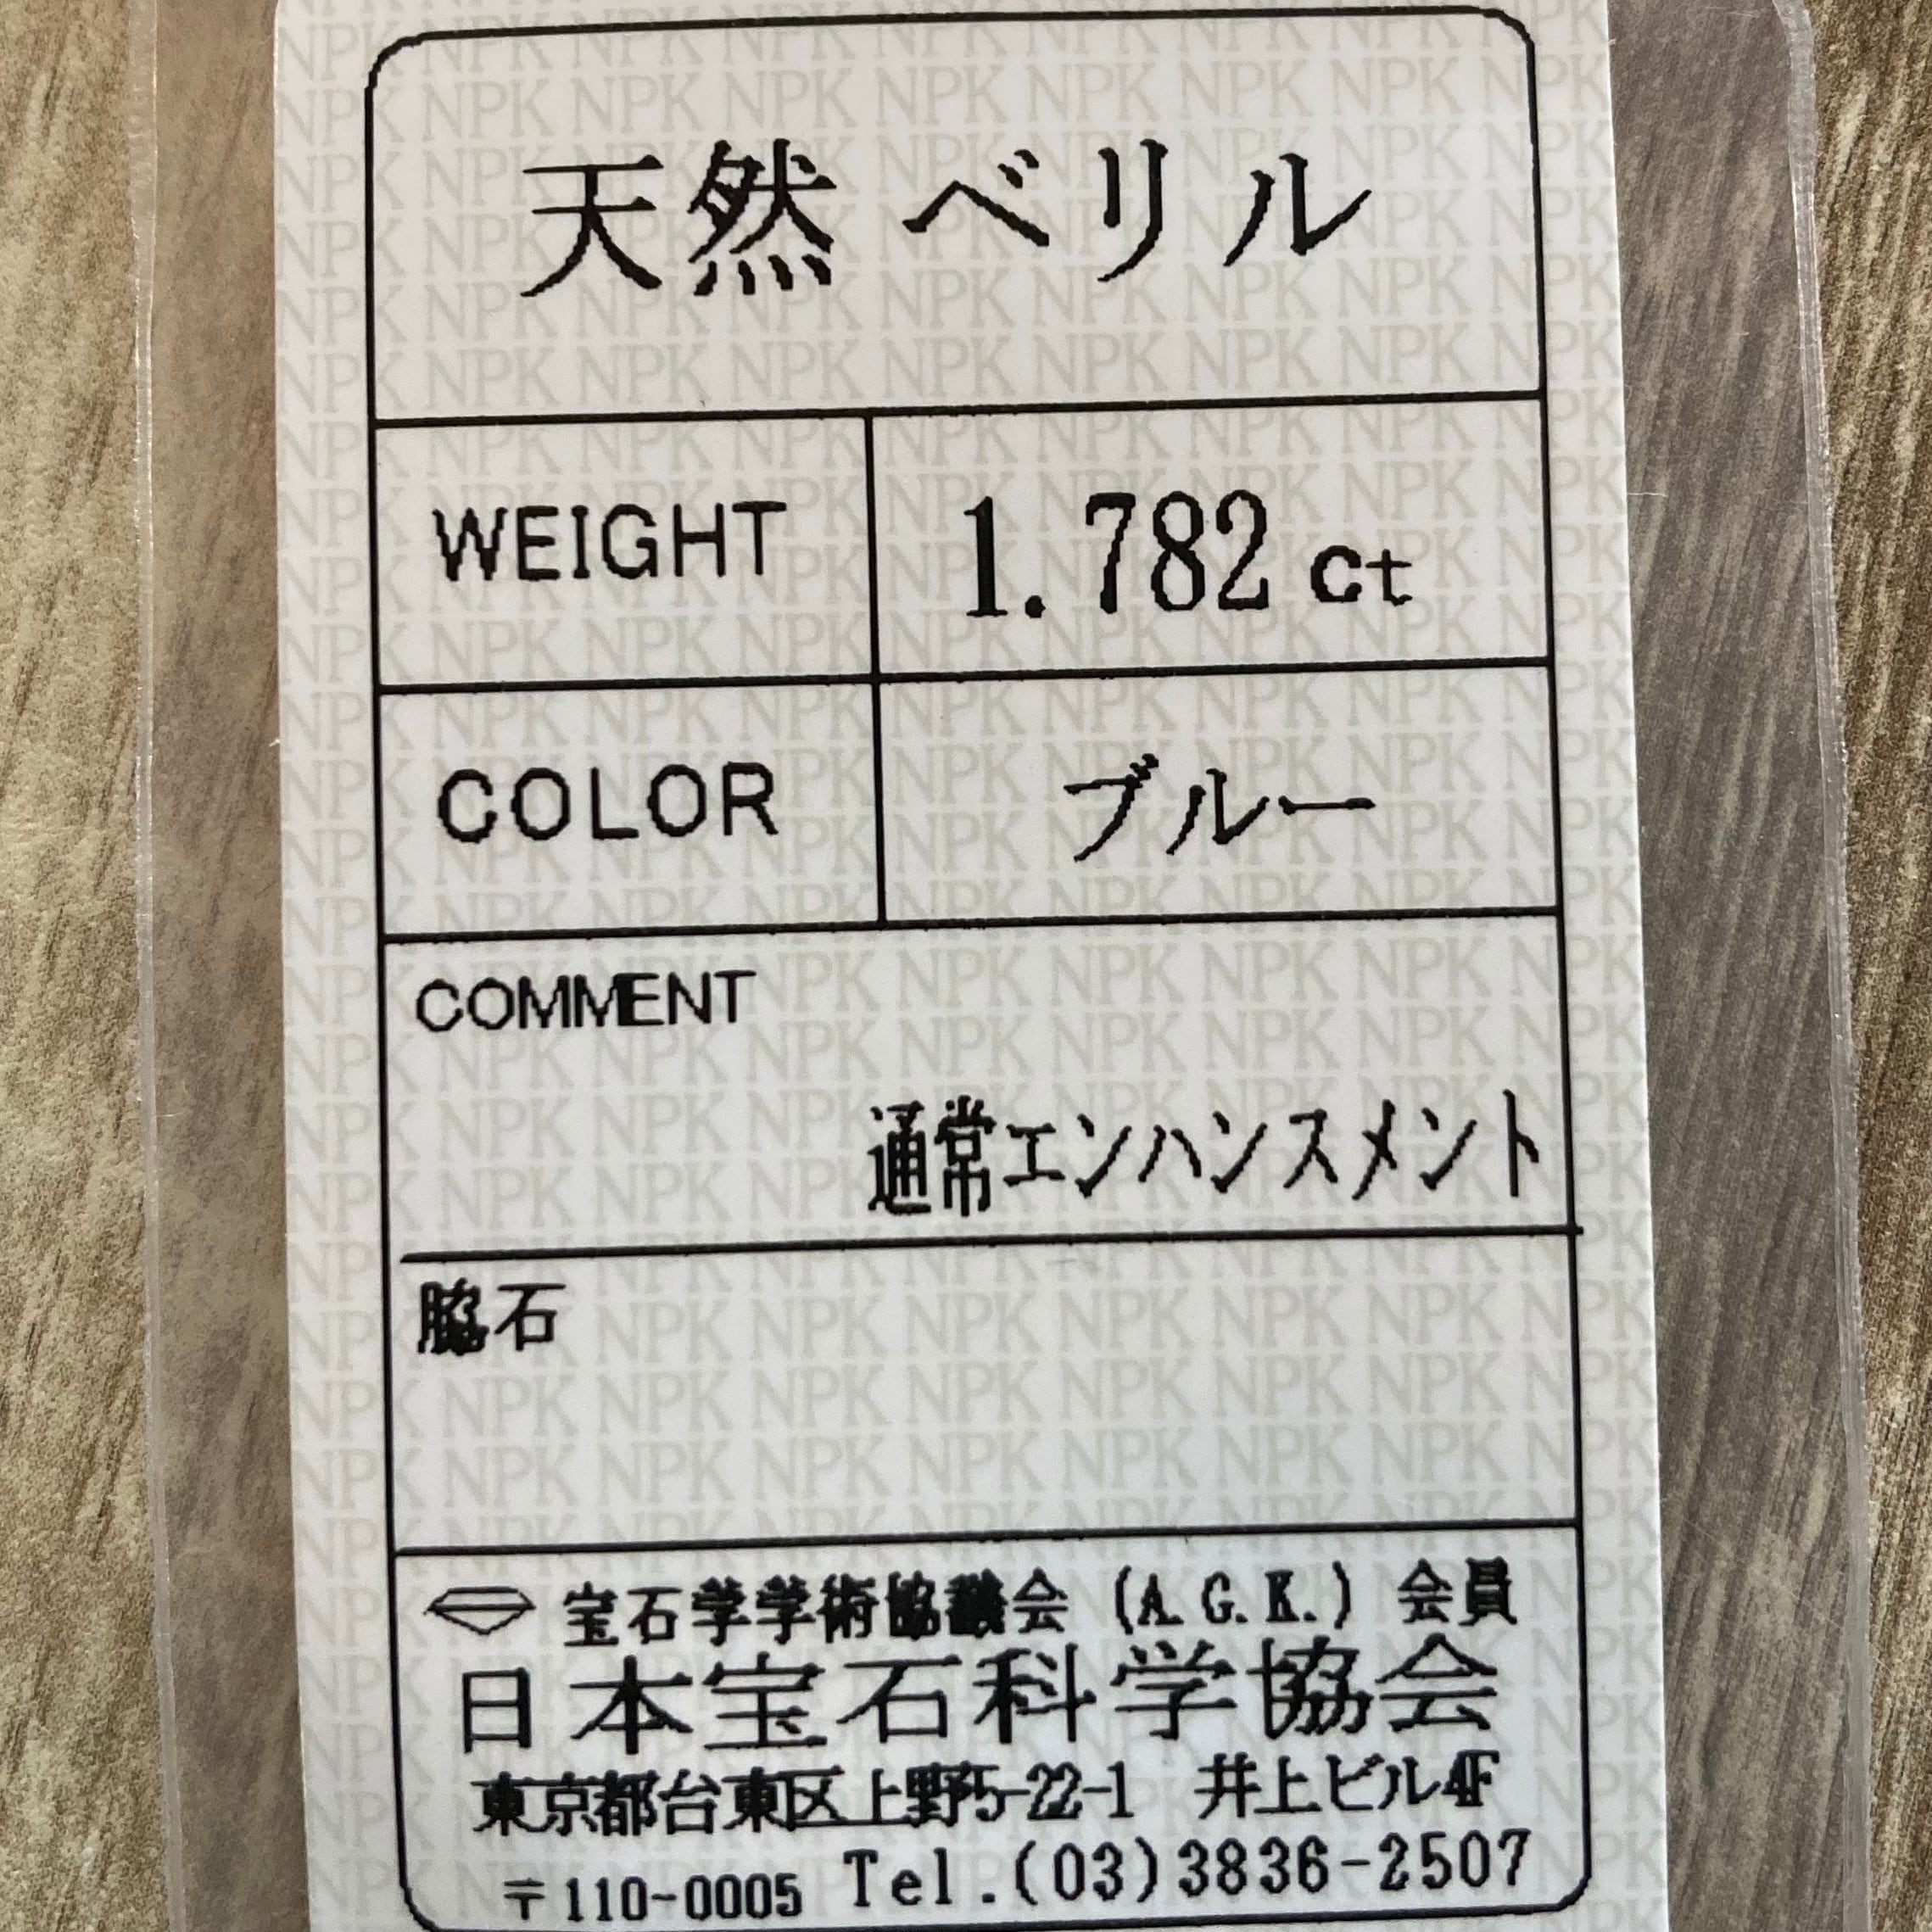 天然 ベリル
WEIGHT 1.782 ct
COLOR ブルー
COMMENT
通常エンハンスメント
脇石
宝石学学術協議会 (A.G.K.) 会員
日本宝石科学協会
東京都台東区上野5-22-1 井上ビル4F
〒110-0005 Tel.(03)3836-2507
NPK